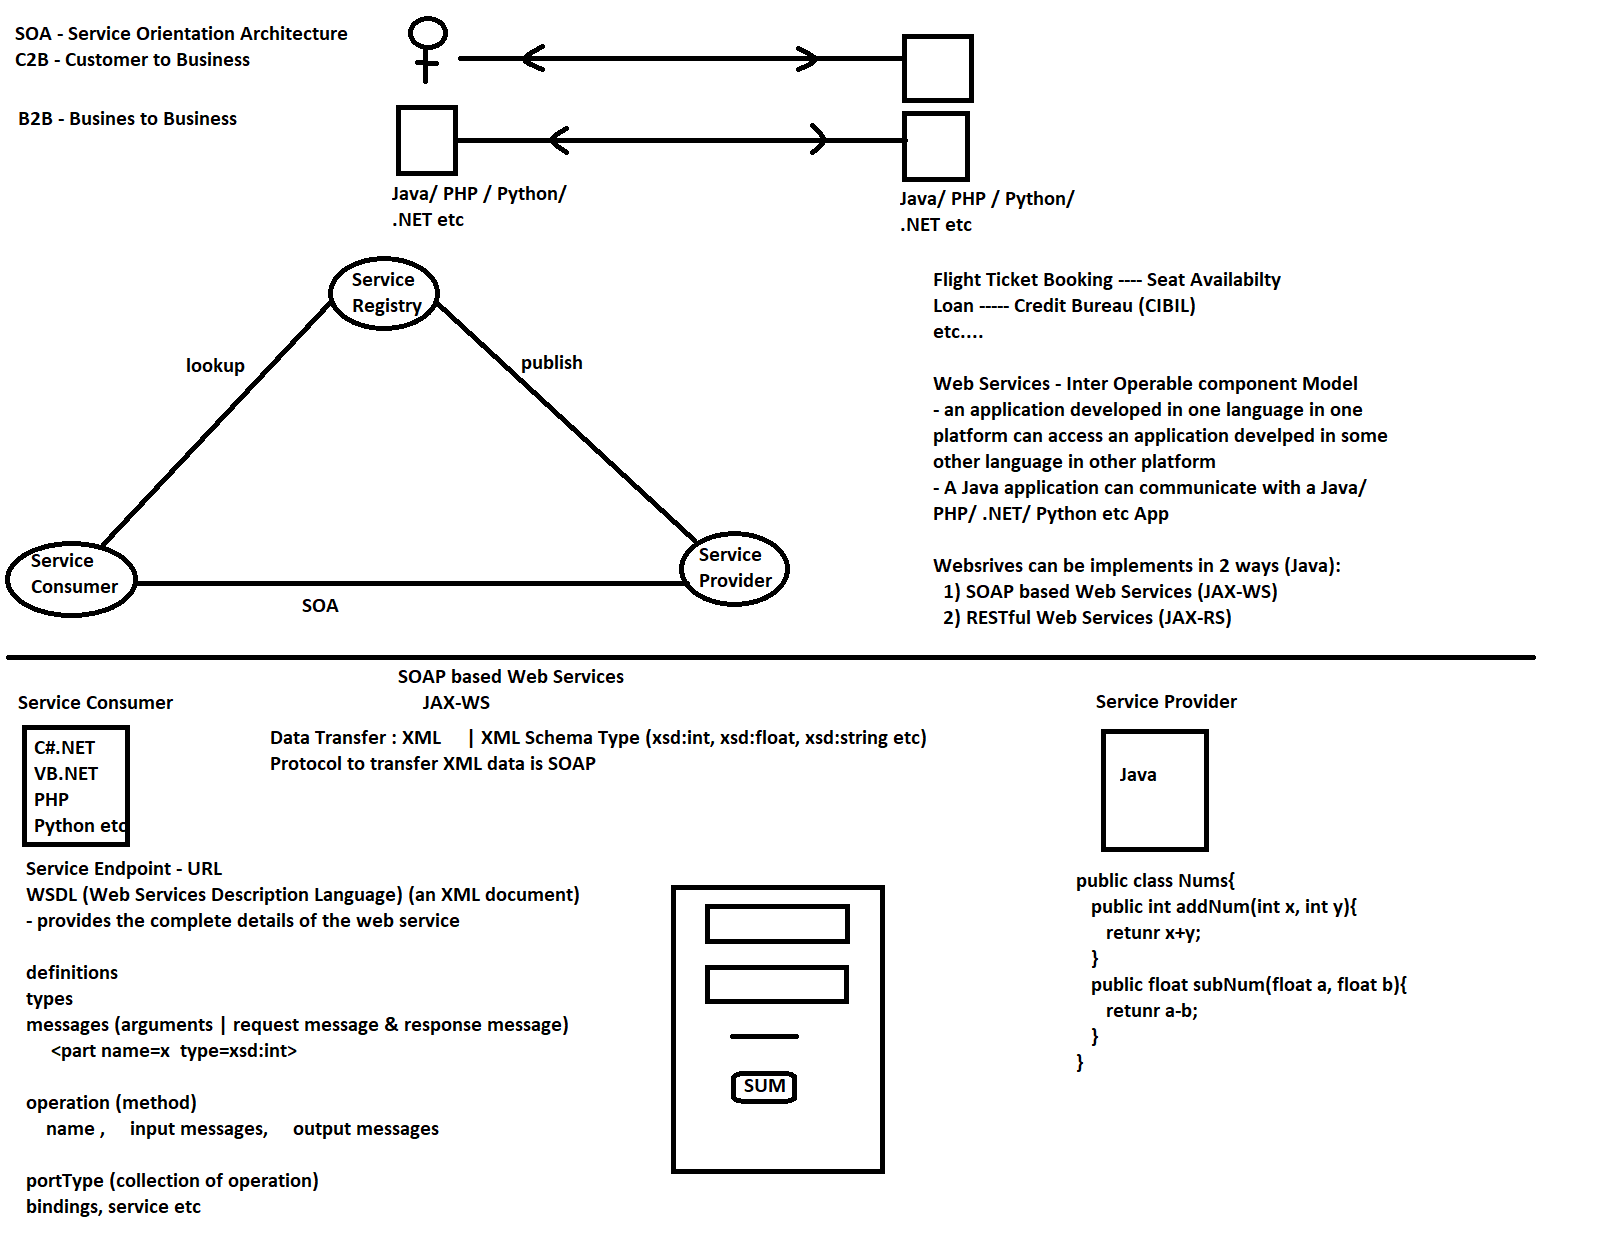 SOA - Service Orientation Architecture
C2B - Customer to Business
B2B - Busines to Business
Java/ PHP / Python/
.NET etc
Java/ PHP / Python/
.NET etc
Service
Registry
lookup
publish
Service
Consumer
Service
Provider
SOA
Flight Ticket Booking ---- Seat Availabilty
Loan ----- Credit Bureau (CIBIL)
etc....
Web Services - Inter Operable component Model
- an application developed in one language in one
platform can access an application develped in some
other language in other platform
- A Java application can communicate with a Java/
PHP/ .NET/ Python etc App
Websrives can be implements in 2 ways (Java):
1) SOAP based Web Services (JAX-WS)
2) RESTful Web Services (JAX-RS)
SOAP based Web Services
JAX-WS
Service Consumer
C#.NET
VB.NET
PHP
Python etc
Data Transfer : XML | XML Schema Type (xsd:int, xsd:float, xsd:string etc)
Protocol to transfer XML data is SOAP
Service Provider
Java
Service Endpoint - URL
WSDL (Web Services Description Language) (an XML document)
- provides the complete details of the web service
definitions
types
messages (arguments | request message & response message)
<part name=x type=xsd:int>
operation (method)
name , input messages, output messages
portType (collection of operation)
bindings, service etc
SUM
public class Nums{
public int addNum(int x, int y){
retunr x+y;
}
public float subNum(float a, float b){
retunr a-b;
}
}